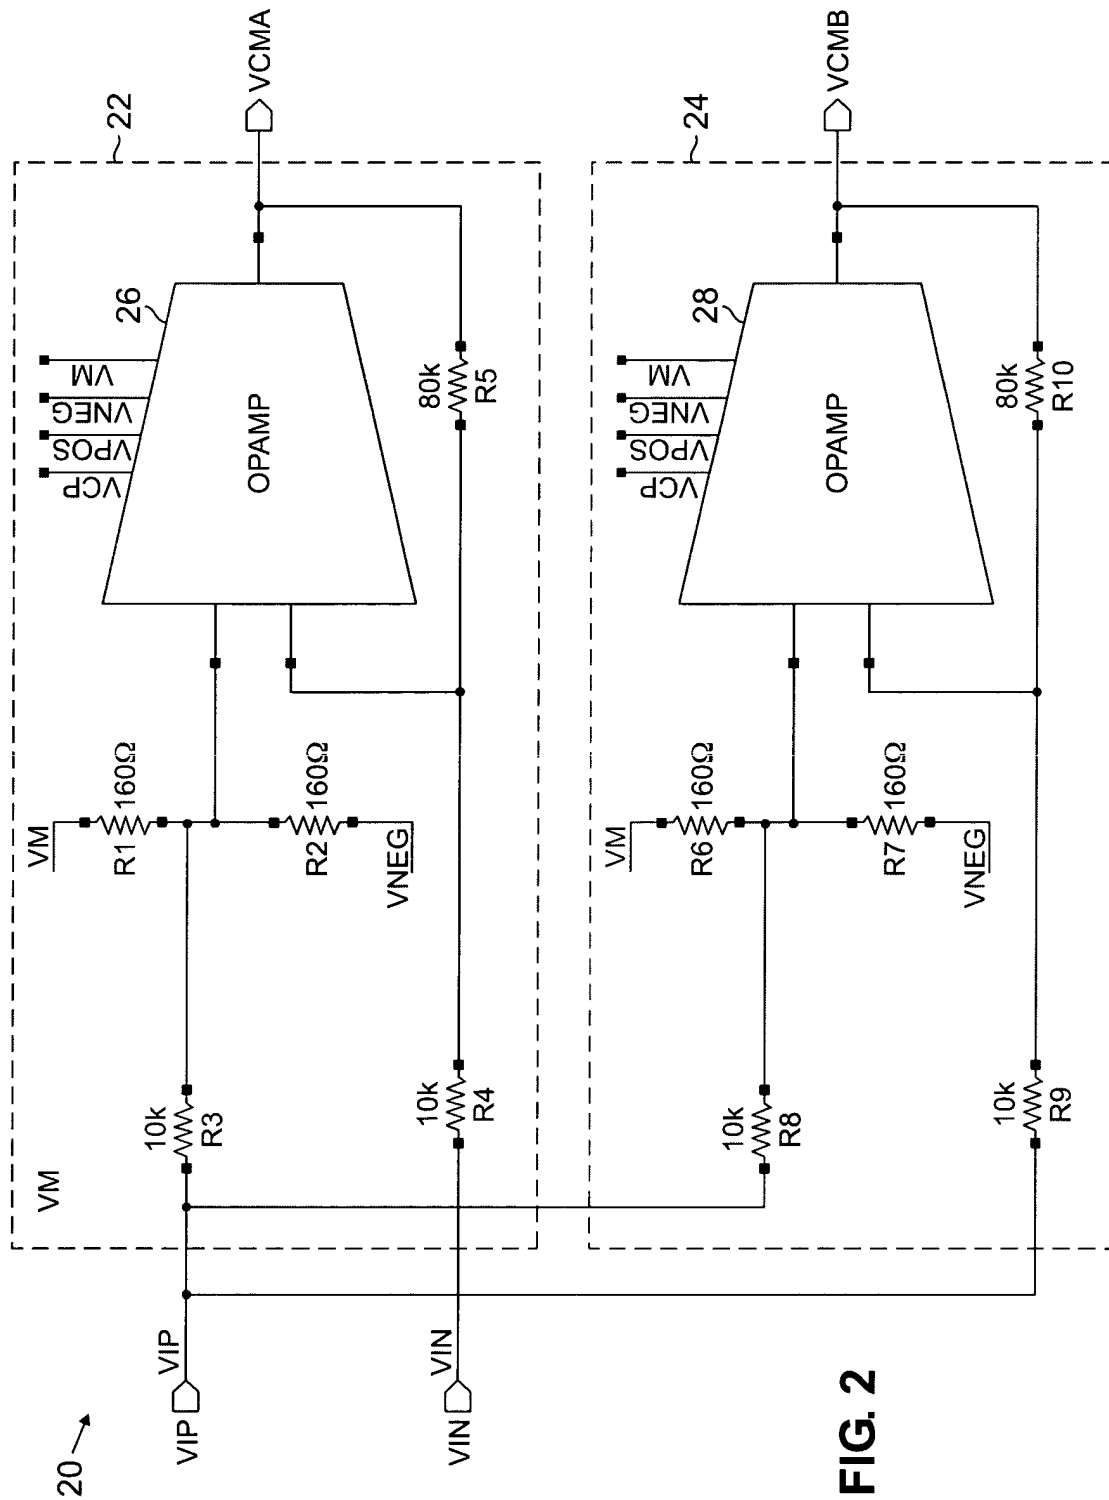 20
VIP
VIP
VIN
VIN
VM
22
VM
R1
160Ω
R2
160Ω
VNEG
10k
R3
10k
R4
26
VCP
VPOS
VNEG
VM
OPAMP
80k
R5
VCMA
24
VM
R6
160Ω
R7
160Ω
VNEG
10k
R8
10k
R9
28
VCP
VPOS
VNEG
VM
OPAMP
80k
R10
VCMB
FIG. 2